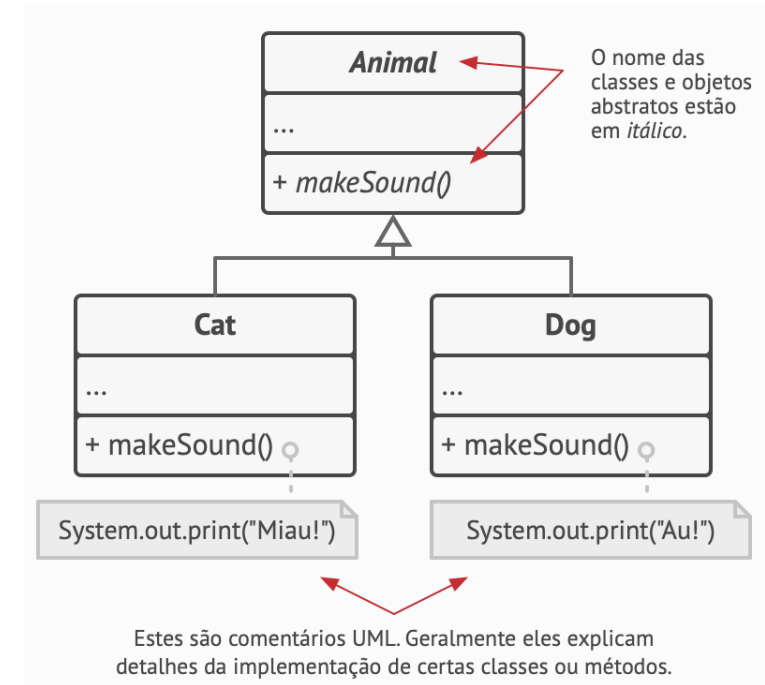 Animal
...
+ makeSound()
O nome das
classes e objetos
abstratos estão
em itálico.
Cat
...
+ makeSound()
Dog
...
+ makeSound()
System.out.print("Miau!")
System.out.print("Au!")
Estes são comentários UML. Geralmente eles explicam
detalhes da implementação de certas classes ou métodos.